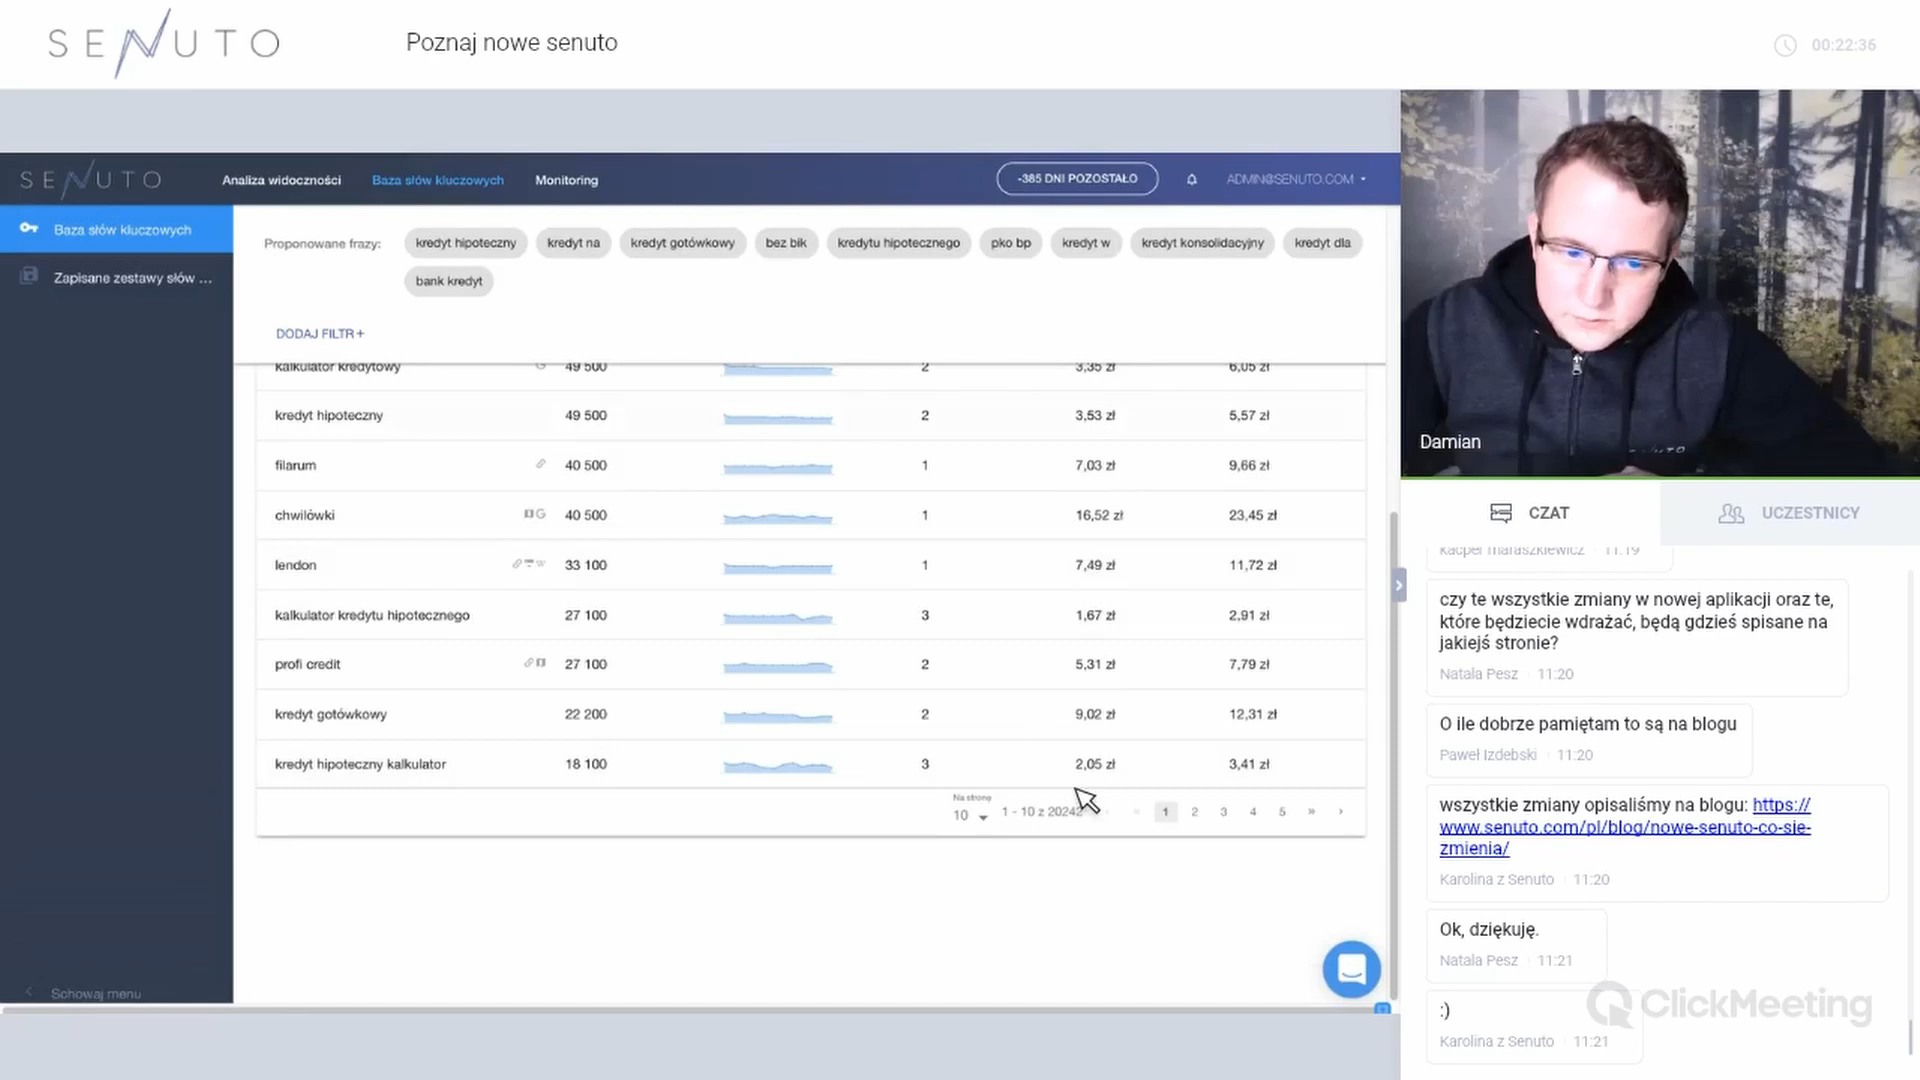 SENUTO
Poznaj nowe senuto
00:22:36
SENUTO
Analiza widoczności
Baza słów kluczowych
Monitoring
-385 DNI POZOSTAŁO
ADMIN@SENUTO.COM
Baza słów kluczowych
Zapisane zestawy słów ...
Schowaj menu
Proponowane frazy:
kredyt hipoteczny
kredyt na
kredyt gotówkowy
bez bik
kredytu hipotecznego
pko bp
kredyt w
kredyt konsolidacyjny
kredyt dla
bank kredyt
DODAJ FILTR +
kalkulator kredytowy 49 500 2 3,35 zł 6,05 zł
kredyt hipoteczny 49 500 2 3,53 zł 5,57 zł
filarum 40 500 1 7,03 zł 9,66 zł
chwilówki G 40 500 1 16,52 zł 23,45 zł
lendon 33 100 1 7,49 zł 11,72 zł
kalkulator kredytu hipotecznego 27 100 3 1,67 zł 2,91 zł
profi credit 27 100 2 5,31 zł 7,79 zł
kredyt gotówkowy 22 200 2 9,02 zł 12,31 zł
kredyt hipoteczny kalkulator 18 100 3 2,05 zł 3,41 zł
Na stronę
10
1 - 10 z 20242
1 2 3 4 5 » ›
Damian
CZAT
UCZESTNICY
kacper maraszkiewicz 11:19
czy te wszystkie zmiany w nowej aplikacji oraz te,
które będziecie wdrażać, będą gdzieś spisane na
jakiejś stronie?
Natala Pesz 11:20
O ile dobrze pamiętam to są na blogu
Paweł Izdebski 11:20
wszystkie zmiany opisaliśmy na blogu: https://
www.senuto.com/pl/blog/nowe-senuto-co-sie-
zmienia/
Karolina z Senuto 11:20
Ok, dziękuję.
Natala Pesz 11:21
:)
Karolina z Senuto 11:21
ClickMeeting